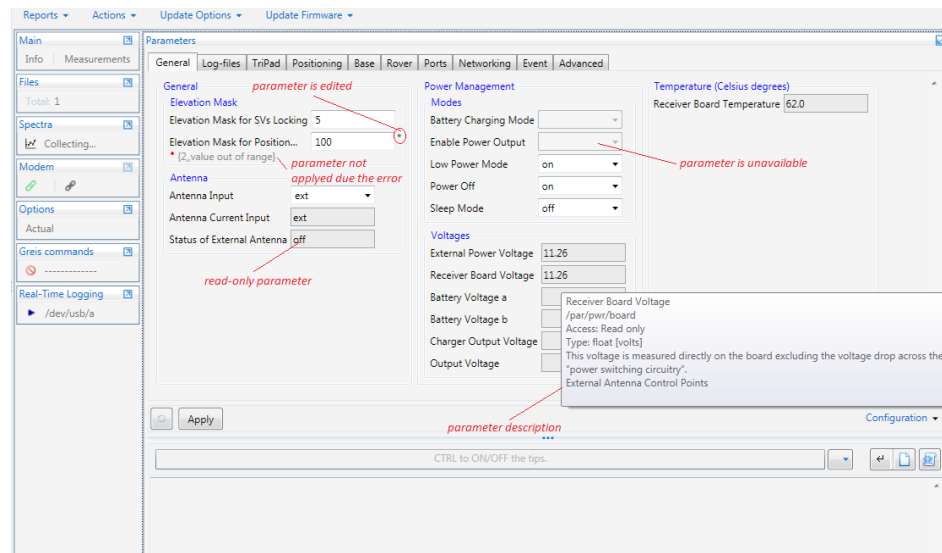 Reports Actions Update Options Update Firmware
Main
Info Measurements
Files
Total: 1
Spectra
Collecting...
Modem
Options
Actual
Greis commands
-------------
Real-Time Logging
/dev/usb/a
Parameters
General Log-files TriPad Positioning Base Rover Ports Networking Event Advanced
General
parameter is edited
Elevation Mask
Elevation Mask for SVs Locking 5
Elevation Mask for Position... 100 *
* {2,value out of range}
parameter not
applyed due the error
Antenna
Antenna Input ext
Antenna Current Input ext
Status of External Antenna off
read-only parameter
Power Management
Modes
Battery Charging Mode
Enable Power Output
parameter is unavailable
Low Power Mode on
Power Off on
Sleep Mode off
Voltages
External Power Voltage 11.26
Receiver Board Voltage 11.26
Battery Voltage a
Battery Voltage b
Charger Output Voltage
Output Voltage
Temperature (Celsius degrees)
Receiver Board Temperature 62.0
Receiver Board Voltage
/par/pwr/board
Access: Read only
Type: float [volts]
This voltage is measured directly on the board excluding the voltage drop across the
"power switching circuitry".
External Antenna Control Points
parameter description
Apply
Configuration
CTRL to ON/OFF the tips.